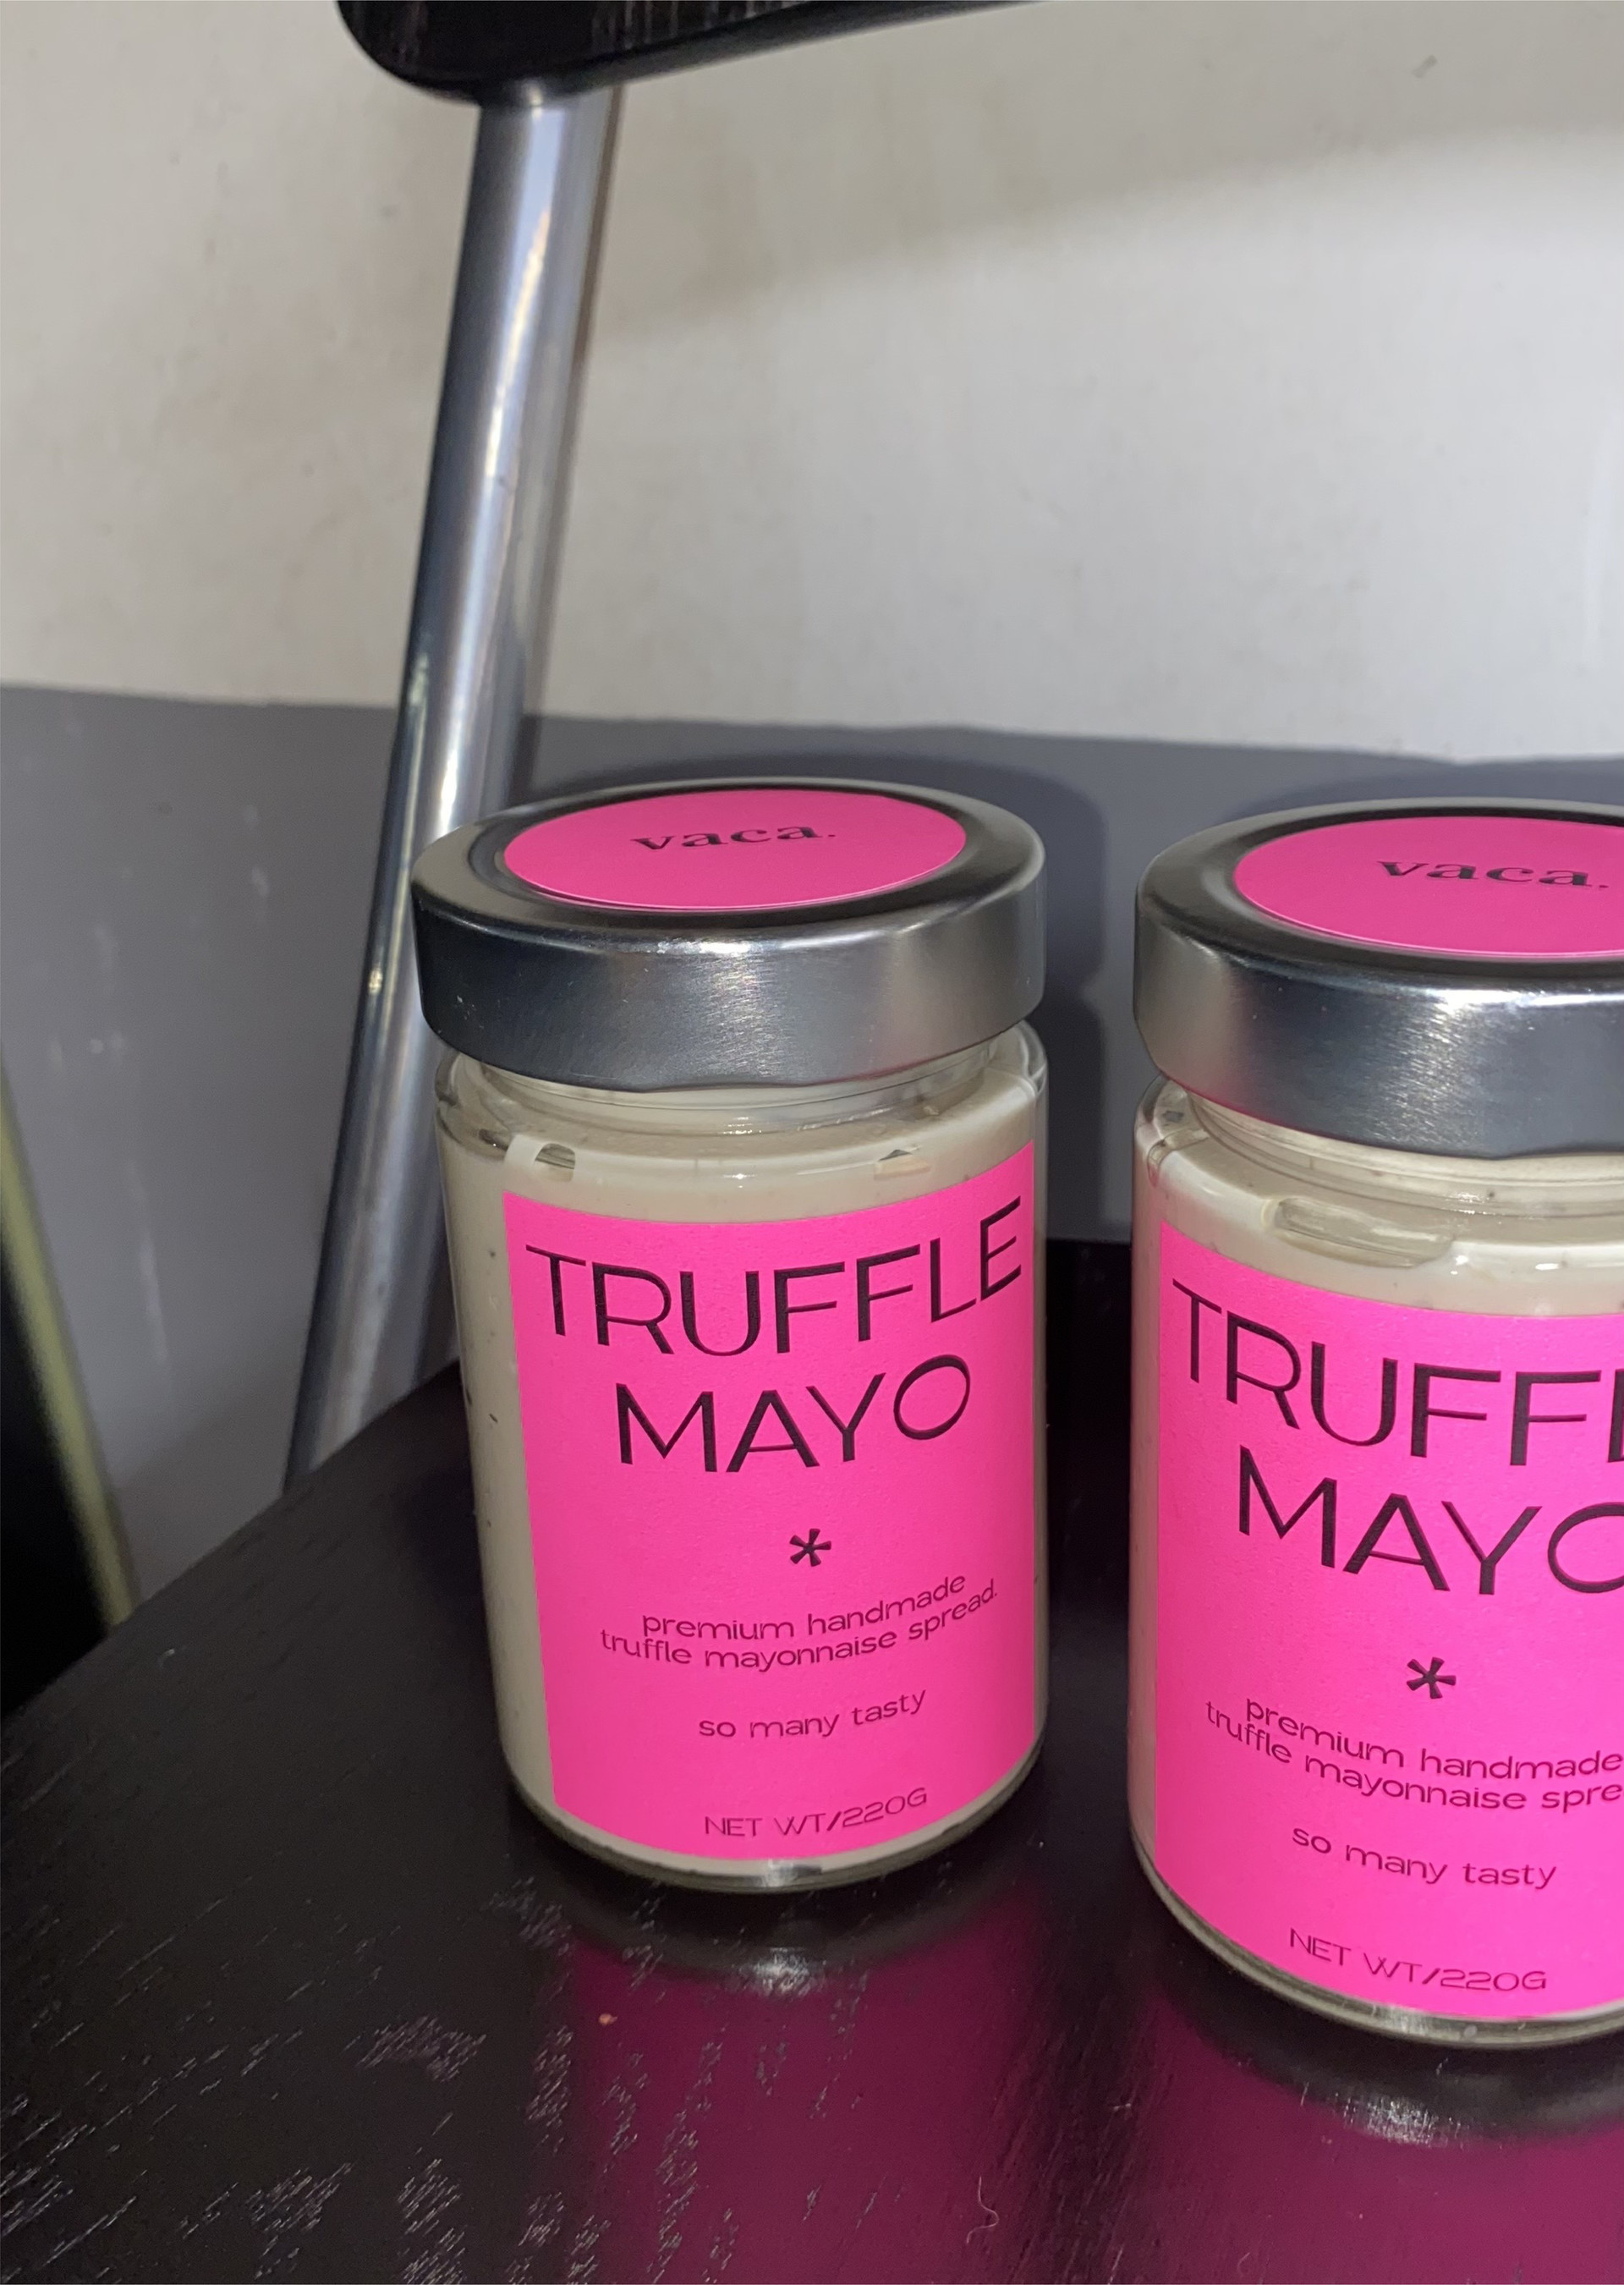 vaca.
TRUFFLE
MAYO
*
premium handmade
truffle mayonnaise spread.
so many tasty
NET WT/220G
vaca.
TRUFFL
MAYO
*
premium handmade
truffle mayonnaise spre
so many tasty
NET WT/220G